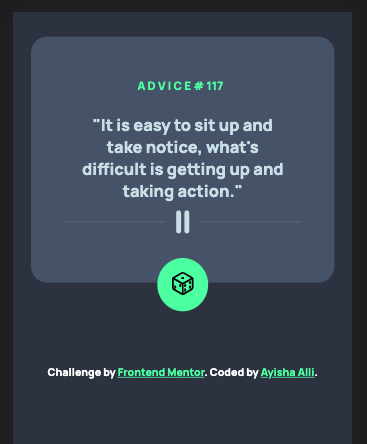 ADVICE#117
"It is easy to sit up and
take notice, what's
difficult is getting up and
taking action."
Challenge by Frontend Mentor. Coded by Ayisha Alli.